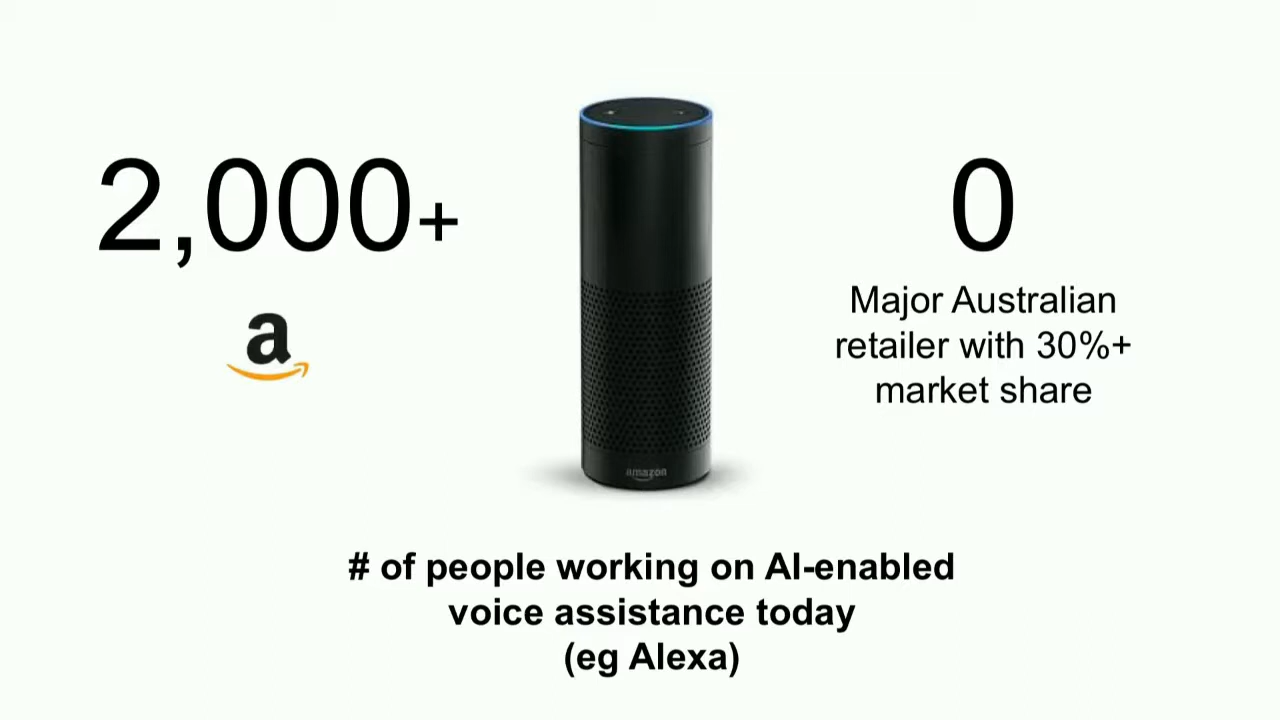 2,000+
a
0
Major Australian
retailer with 30%+
market share
amazon
# of people working on AI-enabled
voice assistance today
(eg Alexa)